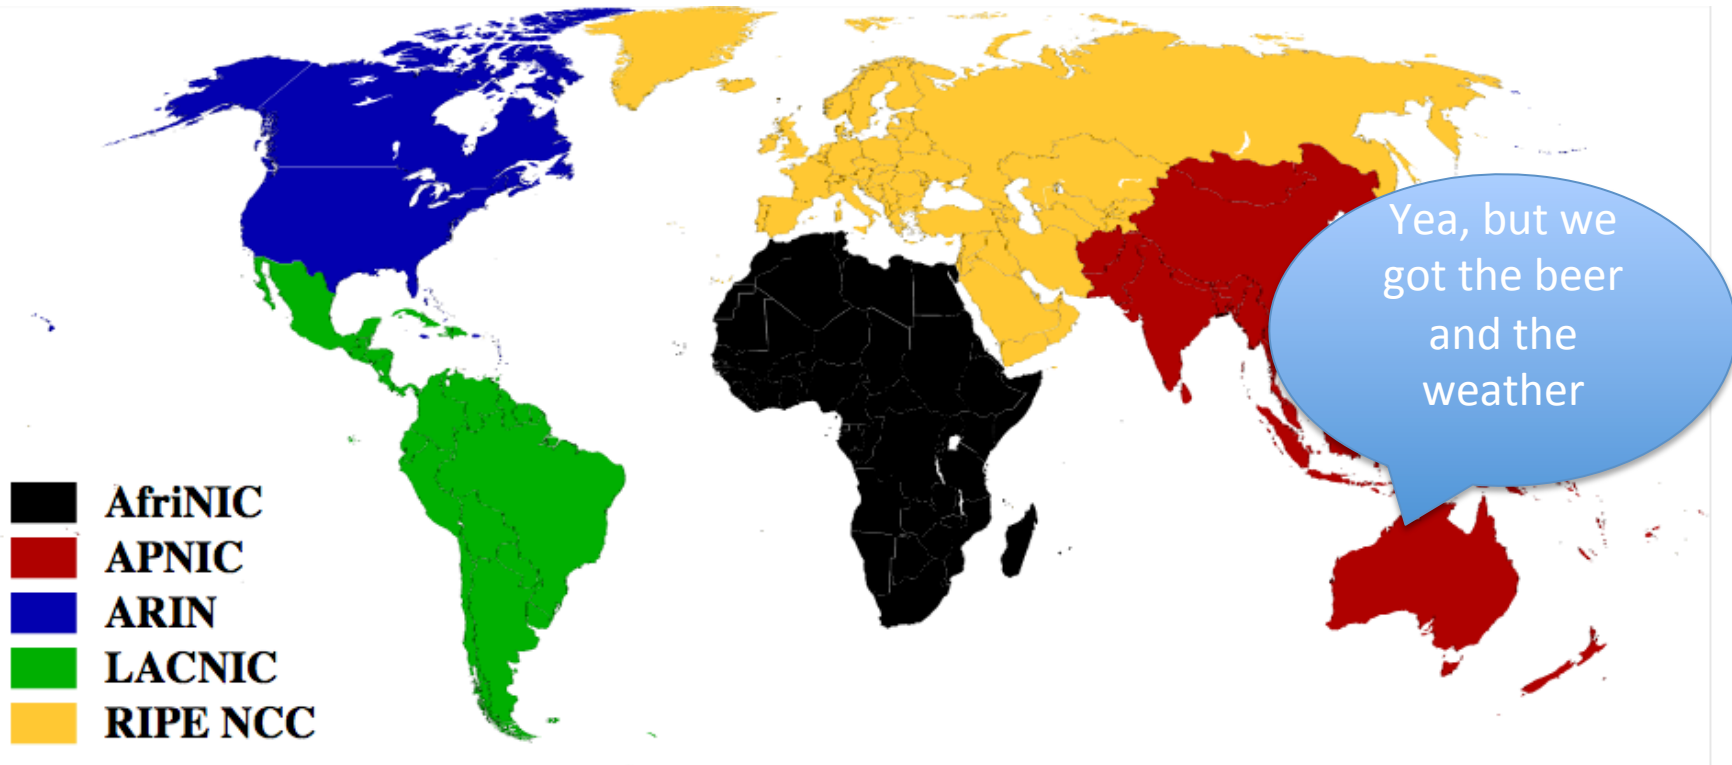 Yea, but we
got the beer
and the
weather
AfriNIC
APNIC
ARIN
LACNIC
RIPE NCC